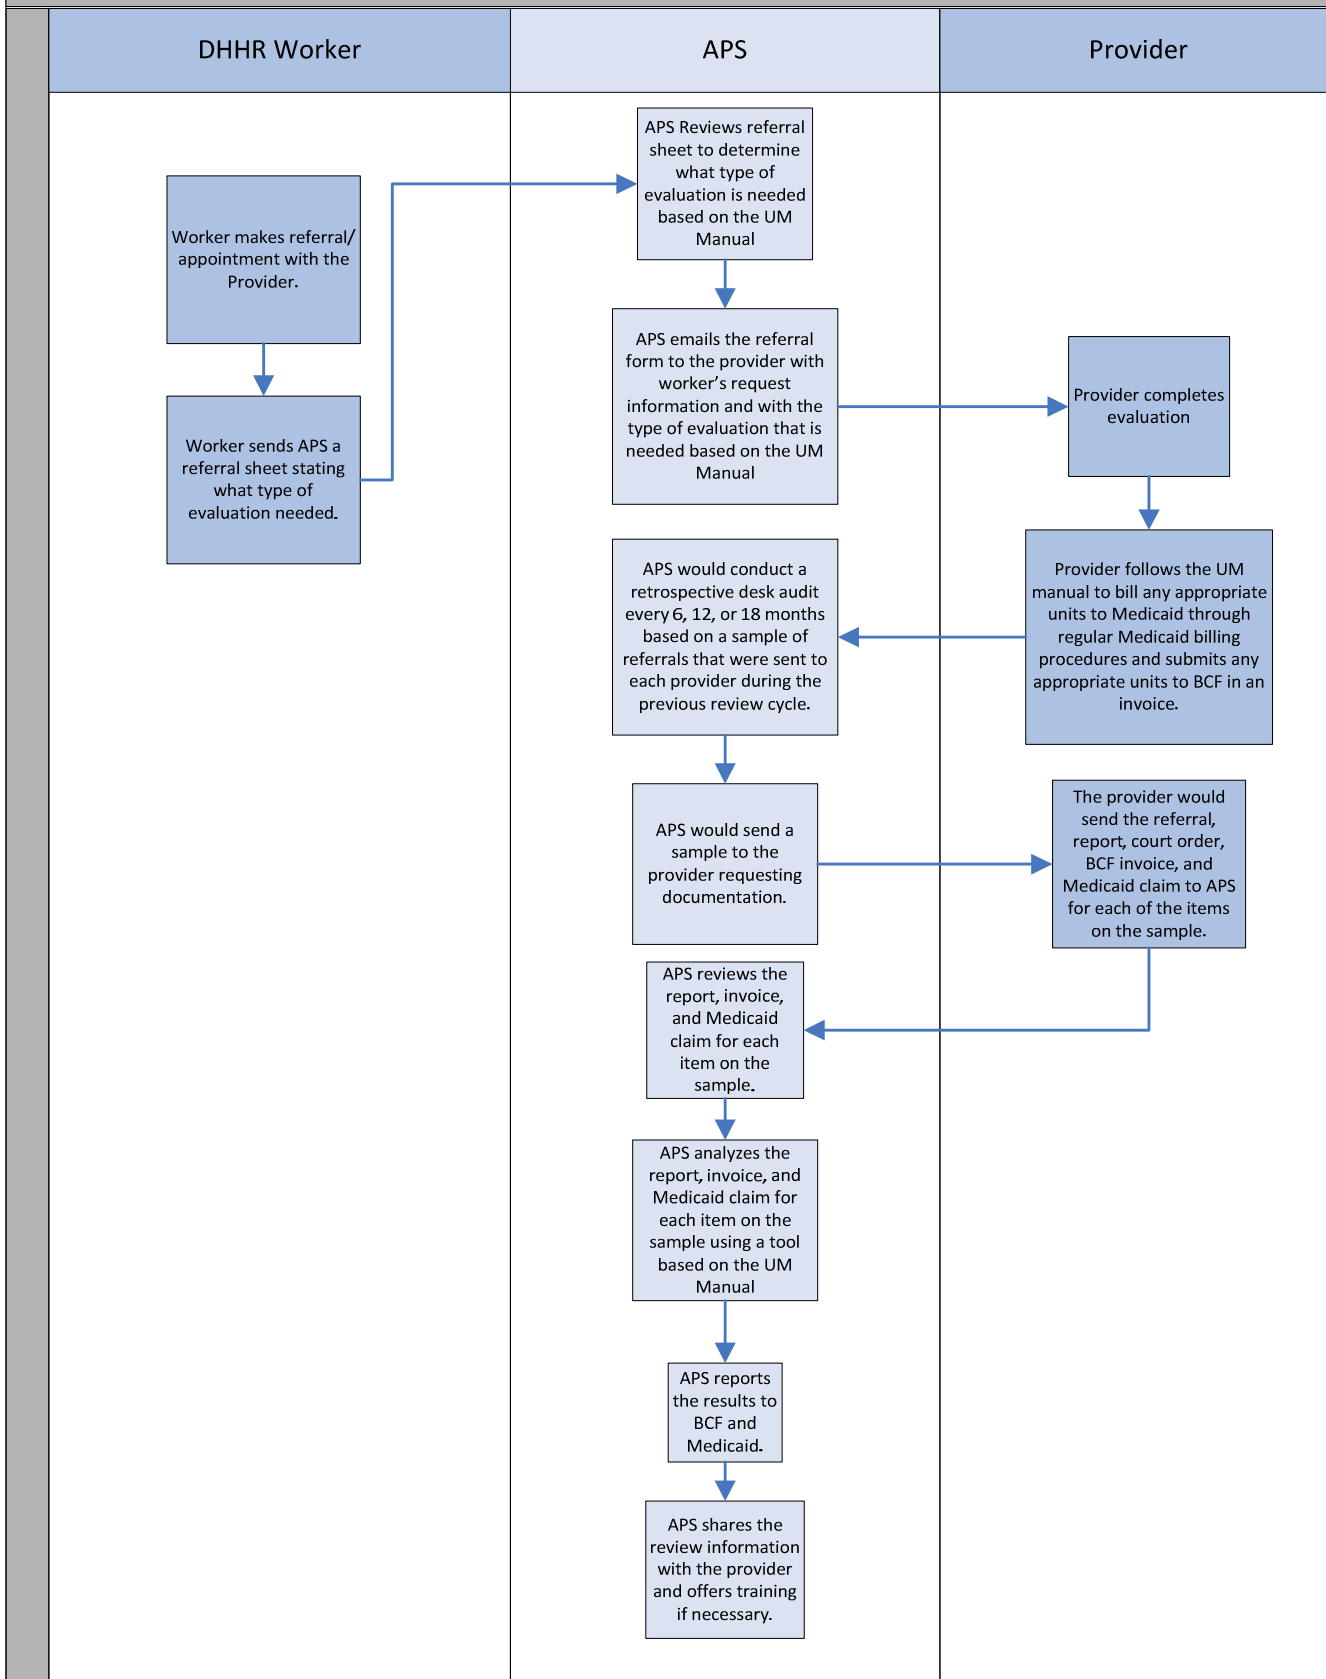 DHHR Worker
APS
Provider
Worker makes referral/
appointment with the
Provider.
Worker sends APS a
referral sheet stating
what type of
evaluation needed.
APS Reviews referral
sheet to determine
what type of
evaluation is needed
based on the UM
Manual
APS emails the referral
form to the provider with
worker’s request
information and with the
type of evaluation that is
needed based on the UM
Manual
Provider completes
evaluation
Provider follows the UM
manual to bill any appropriate
units to Medicaid through
regular Medicaid billing
procedures and submits any
appropriate units to BCF in an
invoice.
APS would conduct a
retrospective desk audit
every 6, 12, or 18 months
based on a sample of
referrals that were sent to
each provider during the
previous review cycle.
APS would send a
sample to the
provider requesting
documentation.
The provider would
send the referral,
report, court order,
BCF invoice, and
Medicaid claim to APS
for each of the items
on the sample.
APS reviews the
report, invoice,
and Medicaid
claim for each
item on the
sample.
APS analyzes the
report, invoice, and
Medicaid claim for
each item on the
sample using a tool
based on the UM
Manual
APS reports
the results to
BCF and
Medicaid.
APS shares the
review information
with the provider
and offers training
if necessary.